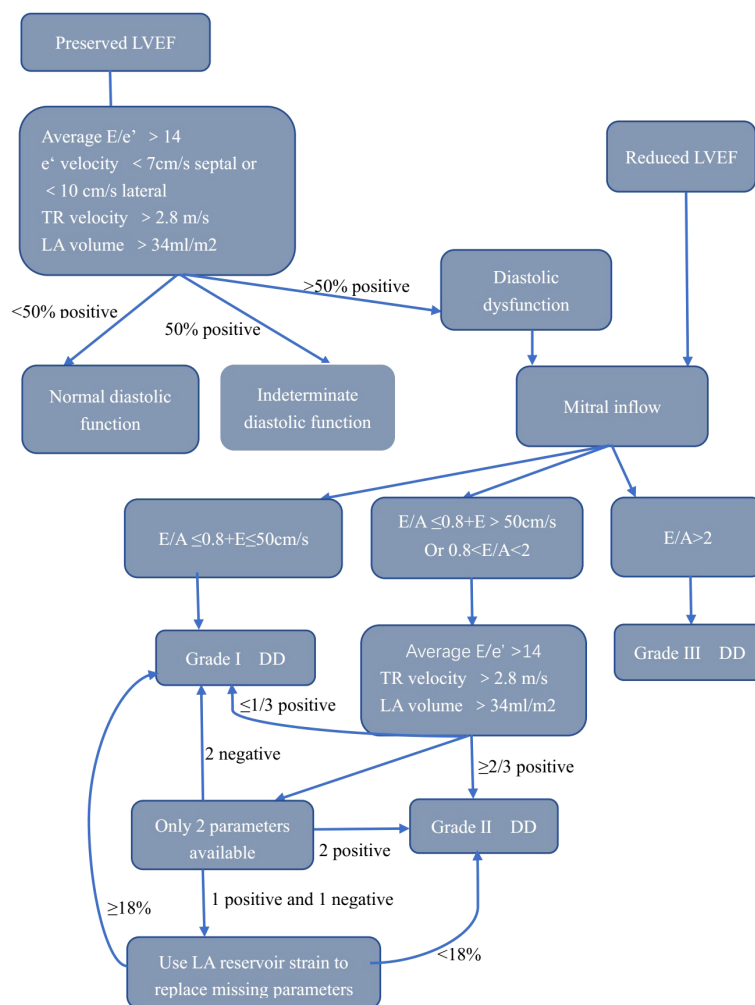 Preserved LVEF
Average E/e’ > 14
e‘ velocity < 7cm/s septal or
< 10 cm/s lateral
TR velocity > 2.8 m/s
LA volume > 34ml/m2
Reduced LVEF
<50% positive
50% positive
>50% positive
Diastolic
dysfunction
Normal diastolic
function
Indeterminate
diastolic function
Mitral inflow
E/A ≤0.8+E≤50cm/s
E/A ≤0.8+E > 50cm/s
Or 0.8<E/A<2
E/A>2
Grade I DD
Average E/e' >14
TR velocity > 2.8 m/s
LA volume > 34ml/m2
Grade III DD
≤1/3 positive
2 negative
≥2/3 positive
Only 2 parameters
available
2 positive
Grade II DD
1 positive and 1 negative
≥18%
<18%
Use LA reservoir strain to
replace missing parameters